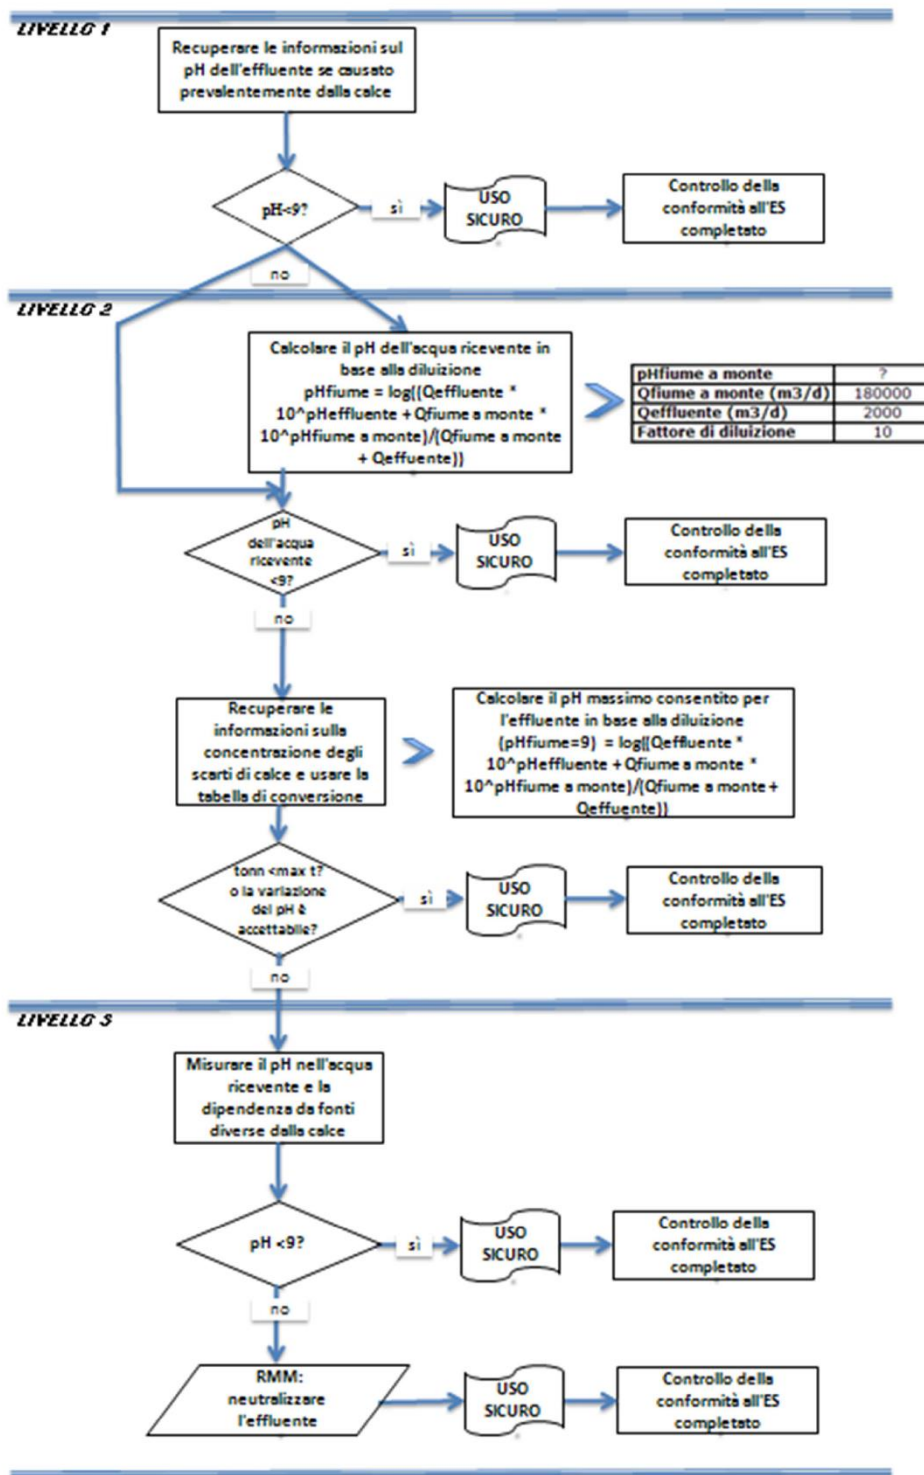 LIVELLO 1
Recuperare le informazioni sul
pH dell'effluente se causato
prevalentemente dalla calce
pH<9?
sì
USO
SICURO
Controllo della
conformità all'ES
completato
no
LIVELLO 2
Calcolare il pH dell'acqua ricevente in
base alla diluizione
pHfiume = log((Qeffluente *
10^pHeffluente + Qfiume a monte *
10^pHfiume a monte)/(Qfiume a monte
+ Qeffuente))
pHfiume a monte ?
Qfiume a monte (m3/d) 180000
Qeffluente (m3/d) 2000
Fattore di diluizione 10
pH
dell'acqua
ricevente
<9?
sì
USO
SICURO
Controllo della
conformità all'ES
completato
no
Recuperare le
informazioni sulla
concentrazione degli
scarti di calce e usare la
tabella di conversione
Calcolare il pH massimo consentito per
l'effluente in base alla diluizione
(pHfiume=9) = log((Qeffluente *
10^pHeffluente + Qfiume a monte *
10^pHfiume a monte)/(Qfiume a monte +
Qeffuente))
tonn <max t?
o la variazione
del pH è
accettabile?
sì
USO
SICURO
Controllo della
conformità all'ES
completato
no
LIVELLO 3
Misurare il pH nell'acqua
ricevente e la
dipendenza da fonti
diverse dalla calce
pH <9?
sì
USO
SICURO
Controllo della
conformità all'ES
completato
no
RMM:
neutralizzare
l'effluente
USO
SICURO
Controllo della
conformità all'ES
completato